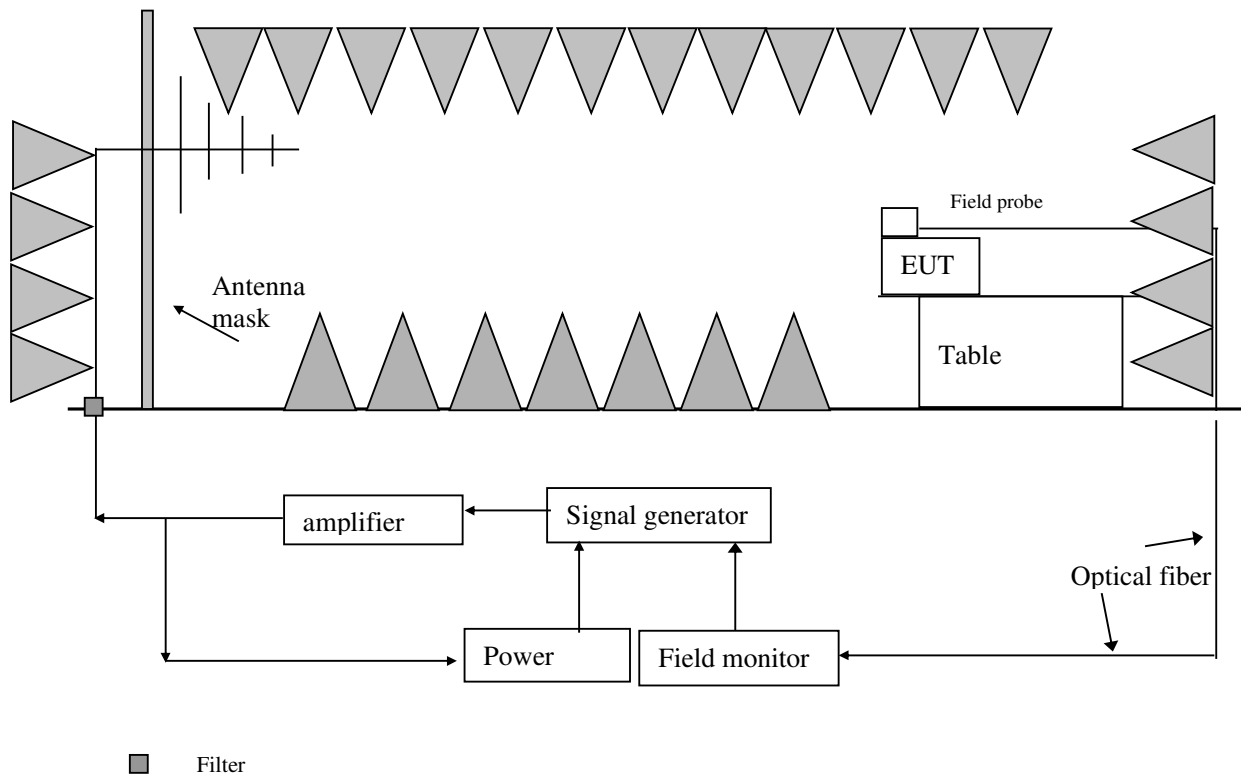 Field probe
EUT
Antenna
mask
Table
Signal generator
amplifier
Optical fiber
Power
Field monitor
Filter